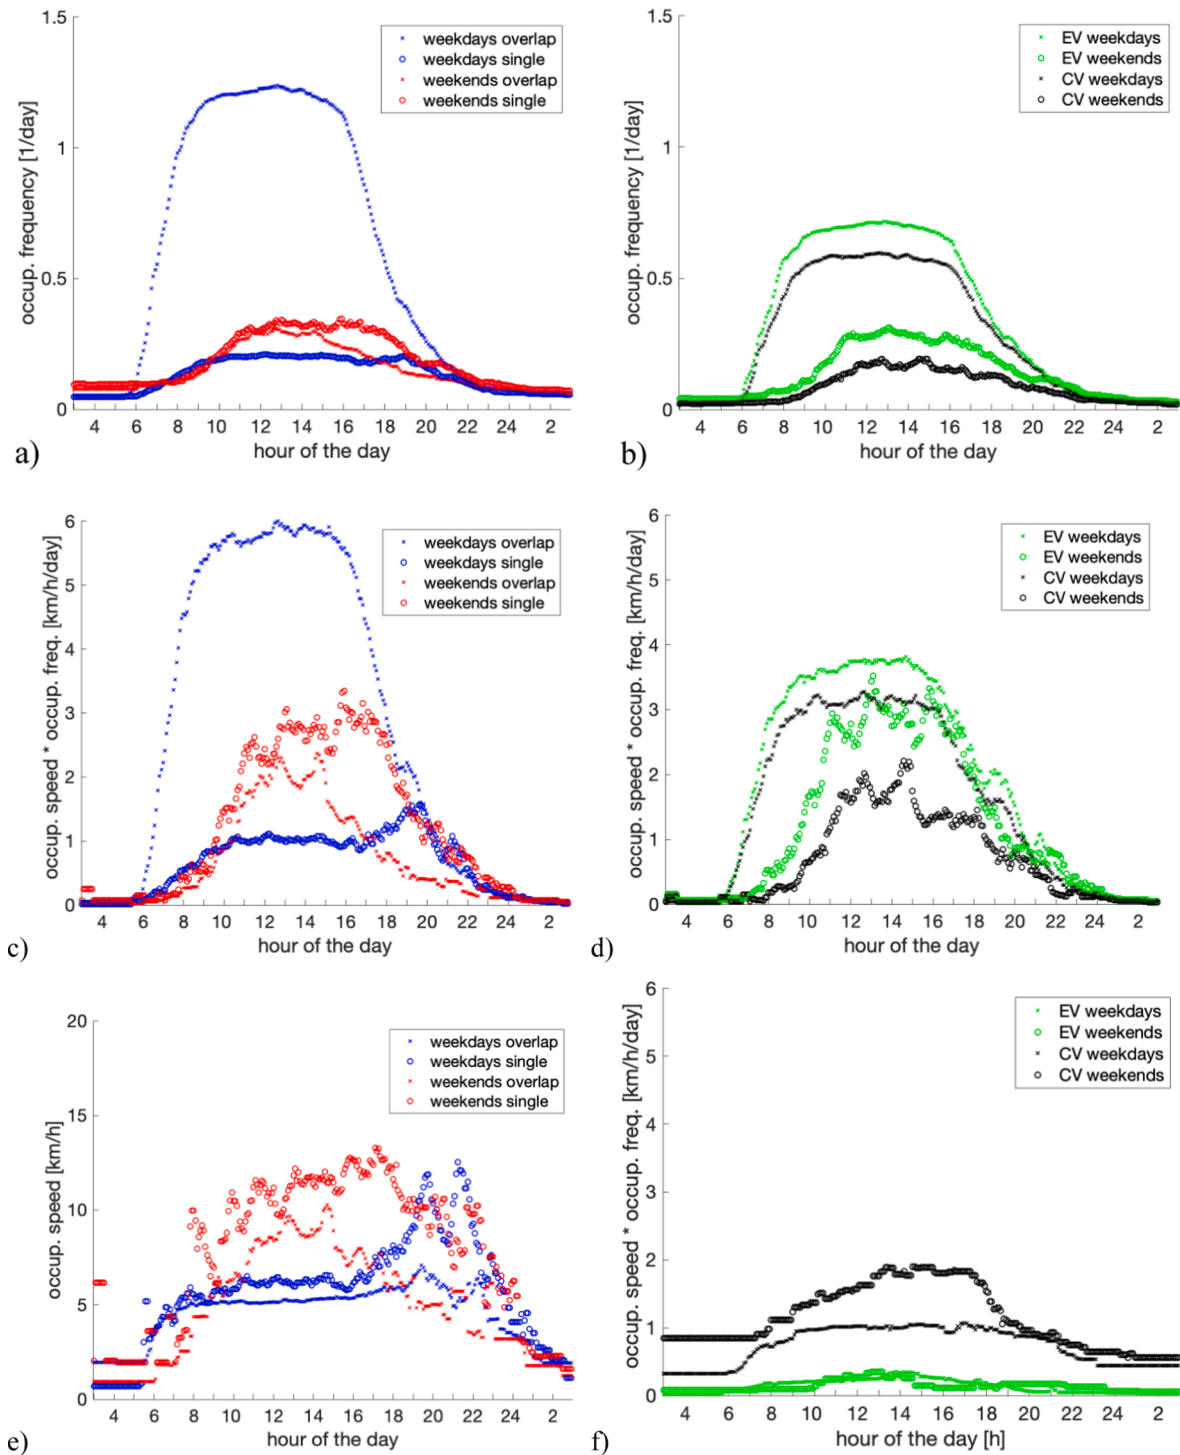 1.5
1
0.5
0
occup. frequency [1/day]
weekdays overlap
weekdays single
weekends overlap
weekends single
4 6 8 10 12 14 16 18 20 22 24 2
hour of the day
a)
1.5
1
0.5
0
occup. frequency [1/day]
EV weekdays
EV weekends
CV weekdays
CV weekends
4 6 8 10 12 14 16 18 20 22 24 2
hour of the day
b)
6
5
4
3
2
1
0
occup. speed * occup. freq. [km/h/day]
weekdays overlap
weekdays single
weekends overlap
weekends single
4 6 8 10 12 14 16 18 20 22 24 2
hour of the day
c)
6
5
4
3
2
1
0
occup. speed * occup. freq. [km/h/day]
EV weekdays
EV weekends
CV weekdays
CV weekends
4 6 8 10 12 14 16 18 20 22 24 2
hour of the day
d)
20
15
10
5
0
occup. speed [km/h]
weekdays overlap
weekdays single
weekends overlap
weekends single
4 6 8 10 12 14 16 18 20 22 24 2
hour of the day
e)
6
5
4
3
2
1
0
occup. speed * occup. freq. [km/h/day]
EV weekdays
EV weekends
CV weekdays
CV weekends
4 6 8 10 12 14 16 18 20 22 24 2
hour of the day [h]
f)